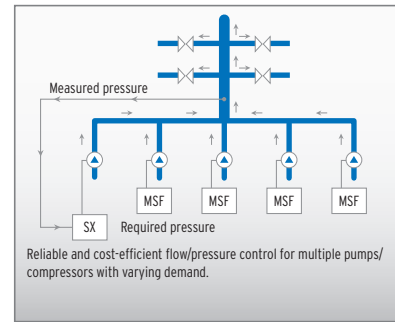 Measured pressure
MSF MSF MSF MSF
SX Required pressure
Reliable and cost-efficient flow/pressure control for multiple pumps/
compressors with varying demand.